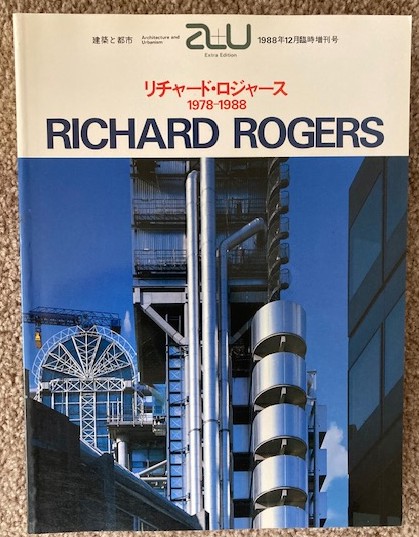 建築と都市
Architecture and
Urbanism
a+u
Extra Edition
1988年12月臨時増刊号
リチャード・ロジャース
1978-1988
RICHARD ROGERS